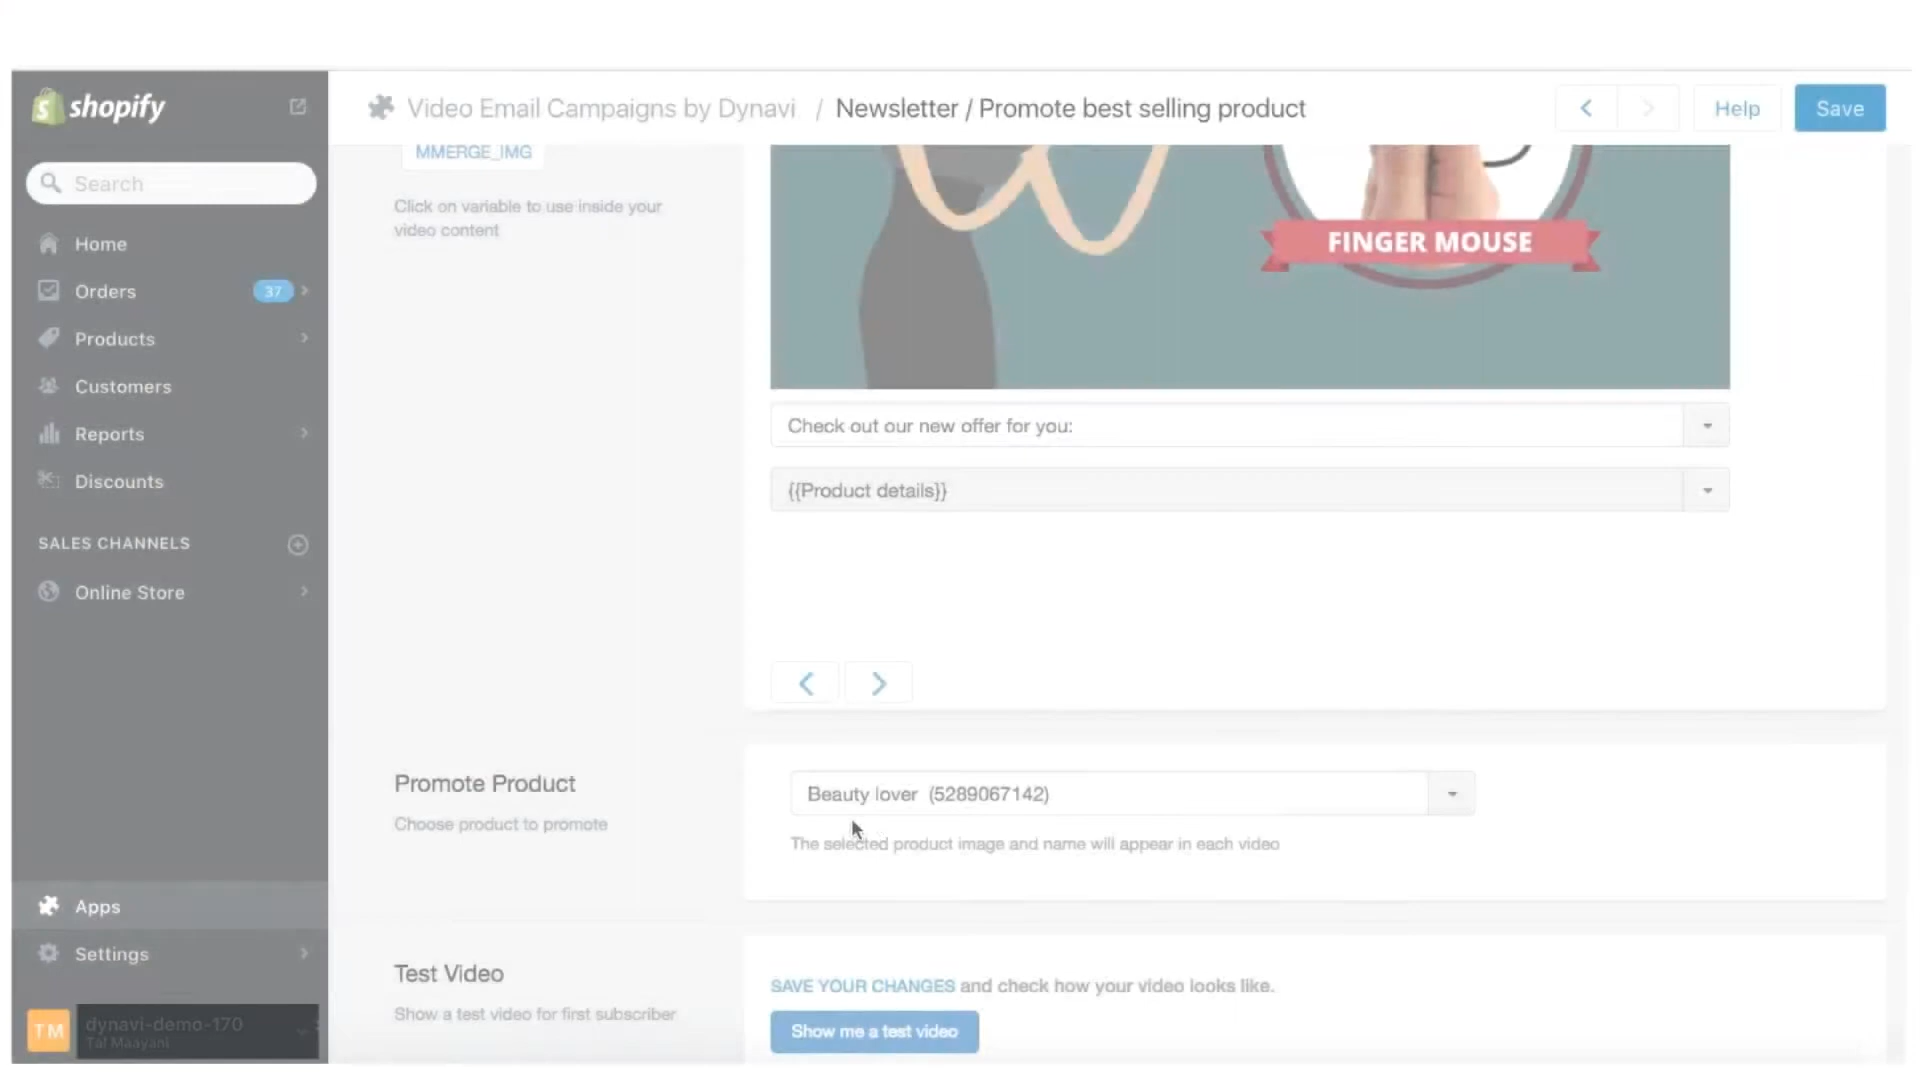 shopify
Video Email Campaigns by Dynavi / Newsletter / Promote best selling product
Help
Save
Search
Home
Orders 37
Products
Customers
Reports
Discounts
SALES CHANNELS
Online Store
Apps
Settings
TM
dynavi-demo-170
Tal Maayani
MMERGE_IMG
Click on variable to use inside your
video content
FINGER MOUSE
Check out our new offer for you:
{{Product details}}
Promote Product
Choose product to promote
Beauty lover (5289067142)
The selected product image and name will appear in each video
Test Video
Show a test video for first subscriber
SAVE YOUR CHANGES and check how your video looks like.
Show me a test video